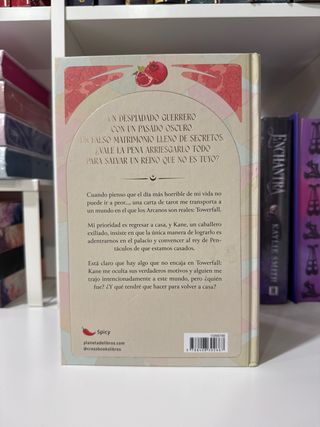 UN DESPIADADO GUERRERO
CON UN PASADO OSCURO
UN FALSO MATRIMONIO LLENO DE SECRETOS
¿VALE LA PENA ARRIESGARLO TODO
PARA SALVAR UN REINO QUE NO ES TUYO?
Cuando pienso que el día más horrible de mi vida no
puede ir a peor..., una carta de tarot me transporta a
un mundo en el que los Arcanos son reales: Towerfall.
Mi prioridad es regresar a casa, y Kane, un caballero
exiliado, insiste en que la única manera de lograrlo es
adentrarnos en el palacio y convencer al rey de Pen-
táculos de que estamos casados.
Está claro que hay algo que no encaja en Towerfall:
Kane me oculta sus verdaderos motivos y alguien me
trajo intencionadamente a este mundo, pero ¿quién
fue? ¿Y qué tendré que hacer para volver a casa?
Spicy
planetadelibros.com
@crossbookslibros
ENCHANTRA
KAYLIE SMITH